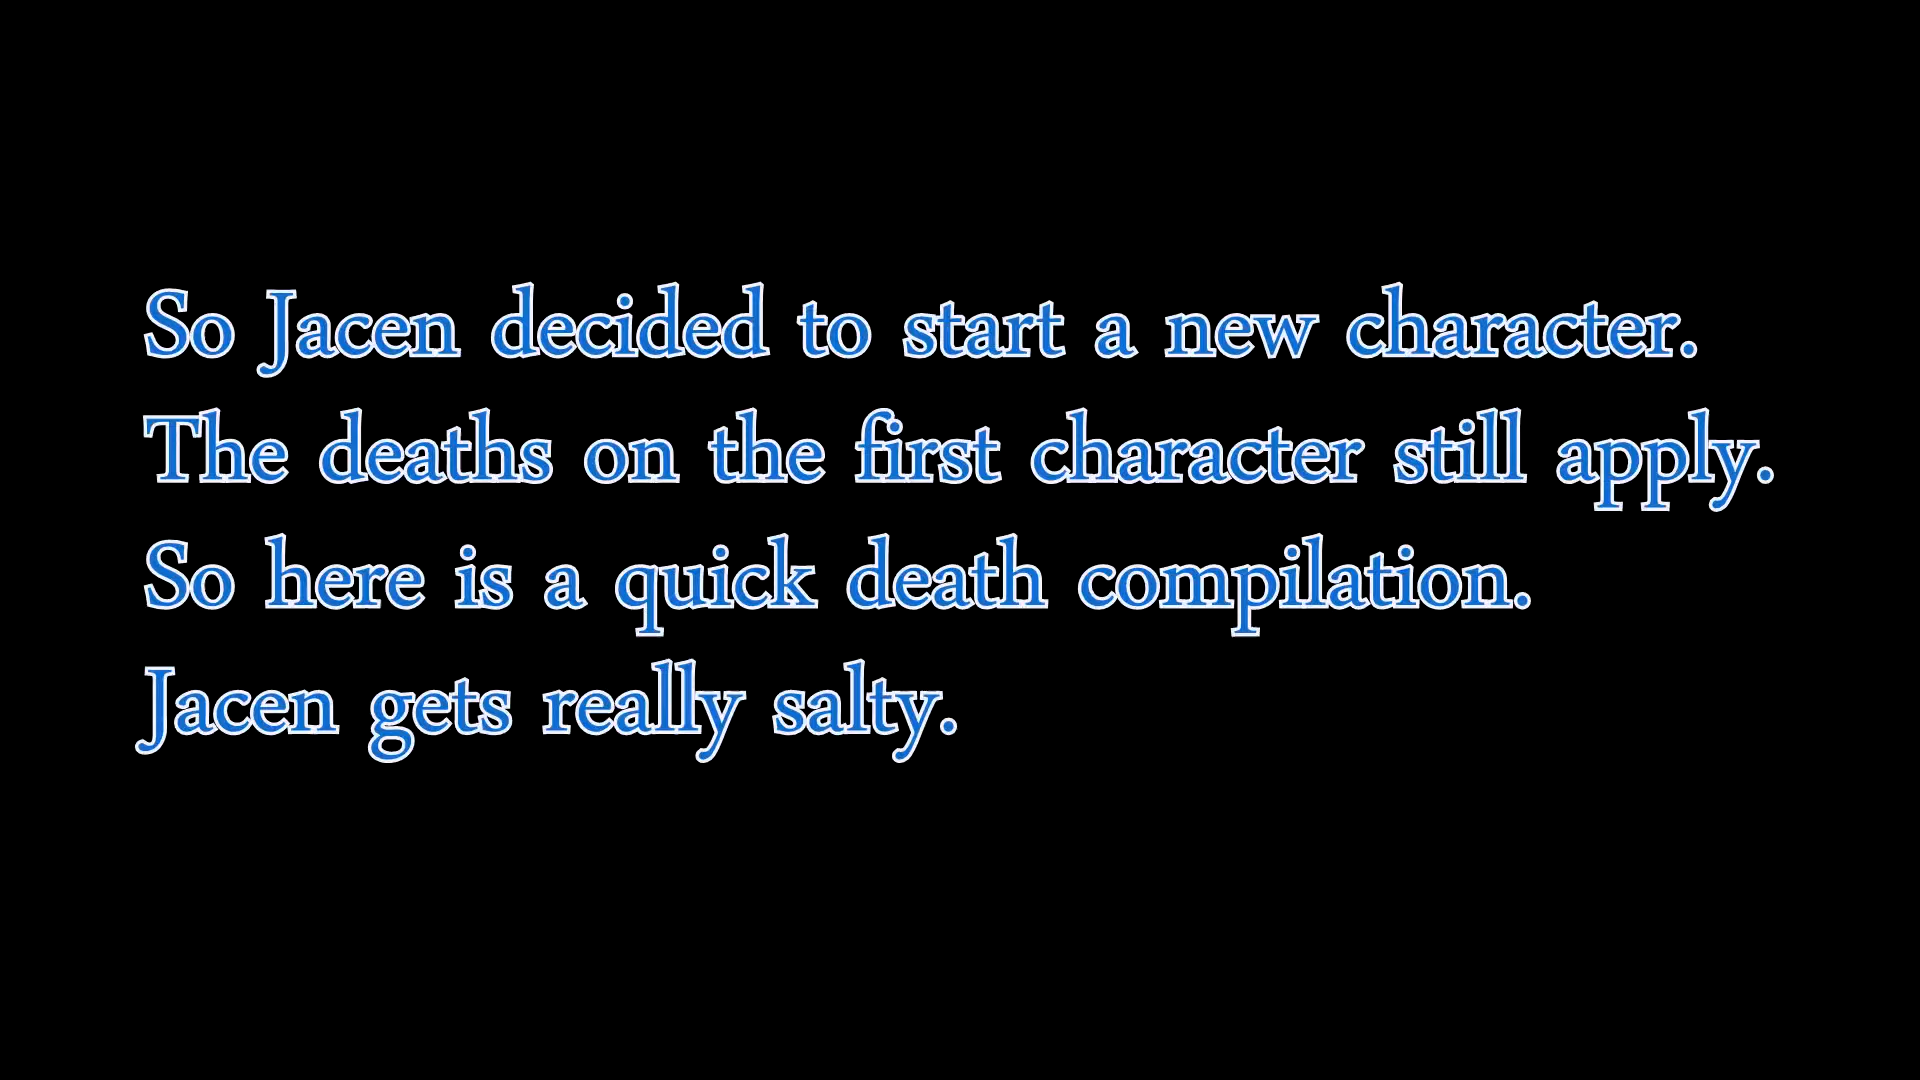 So Jacen decided to start a new character.
The deaths on the first character still apply.
So here is a quick death compilation.
Jacen gets really salty.